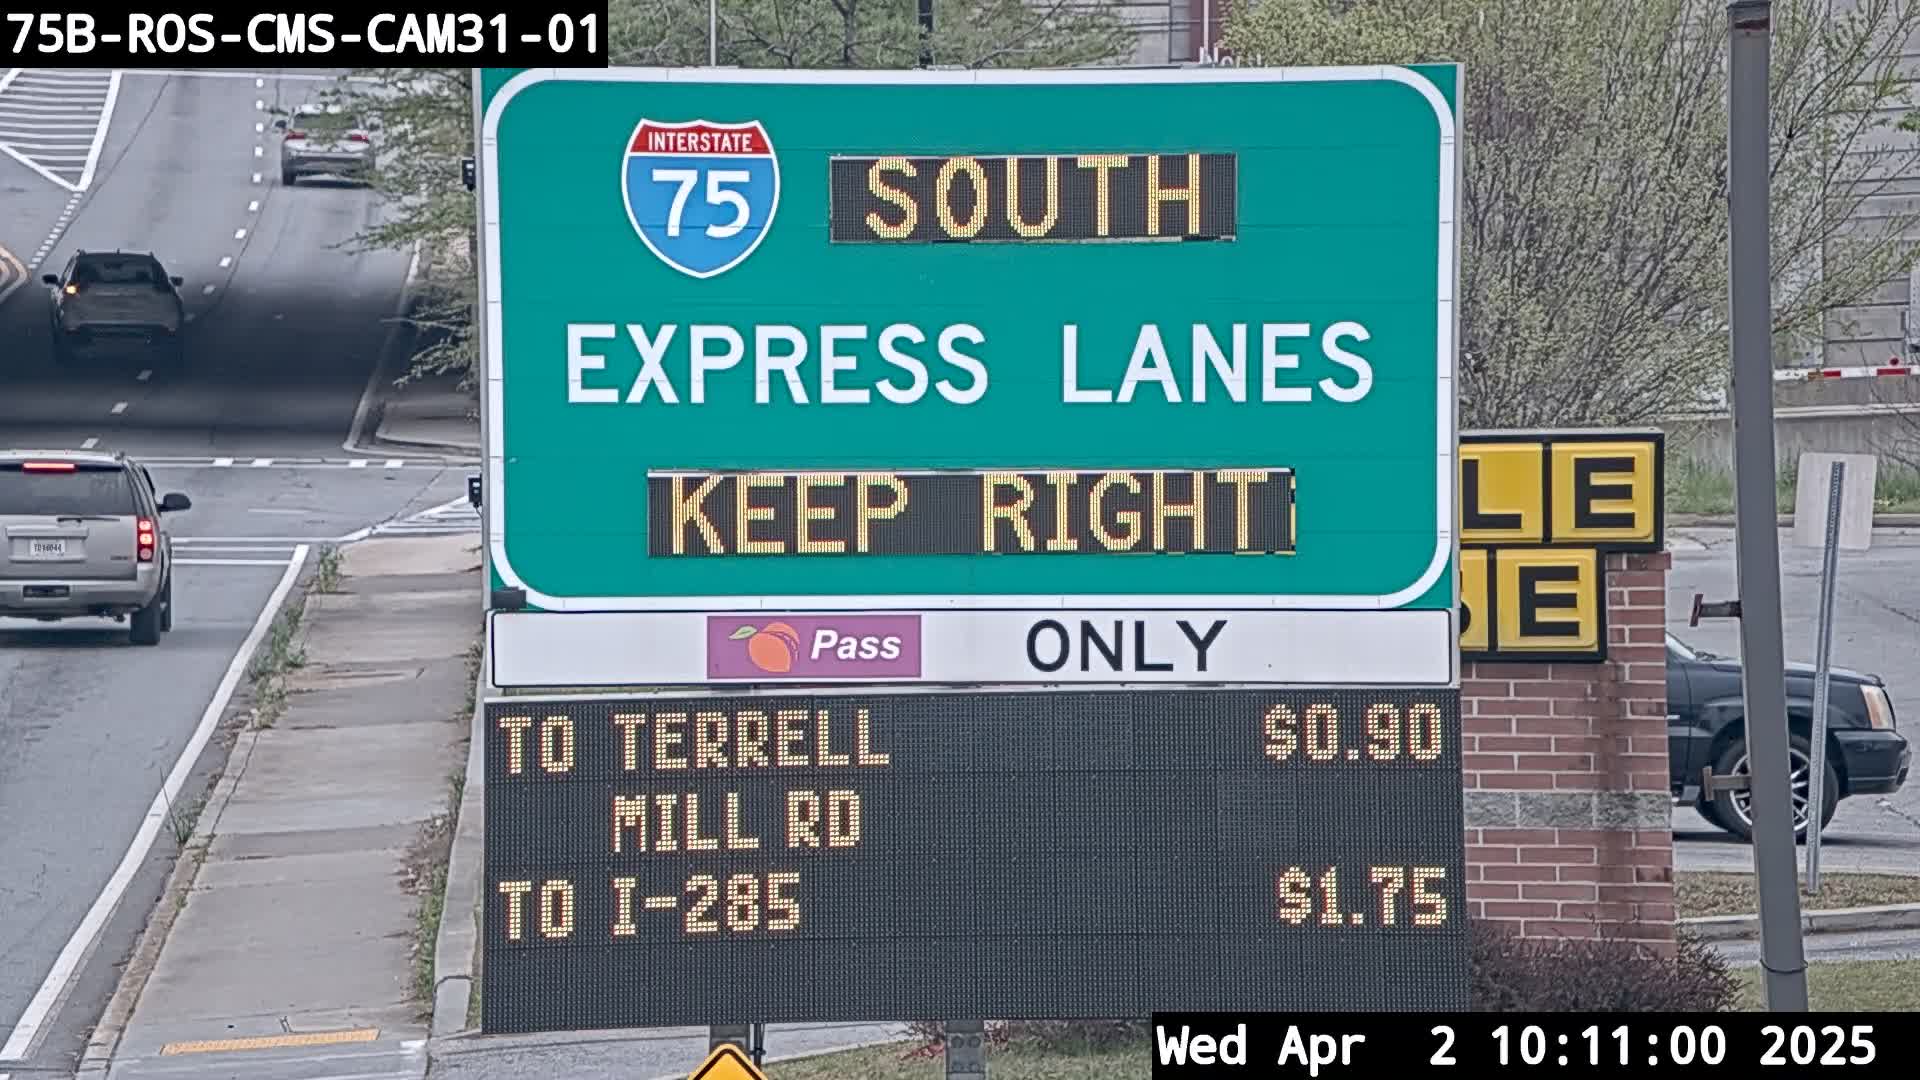 75B-ROS-CMS-CAM31-01
INTERSTATE
75
SOUTH
EXPRESS LANES
KEEP RIGHT
Pass ONLY
TO TERRELL $0.90
MILL RD
TO I-285 $1.75
LE
E
Wed Apr 2 10:11:00 2025